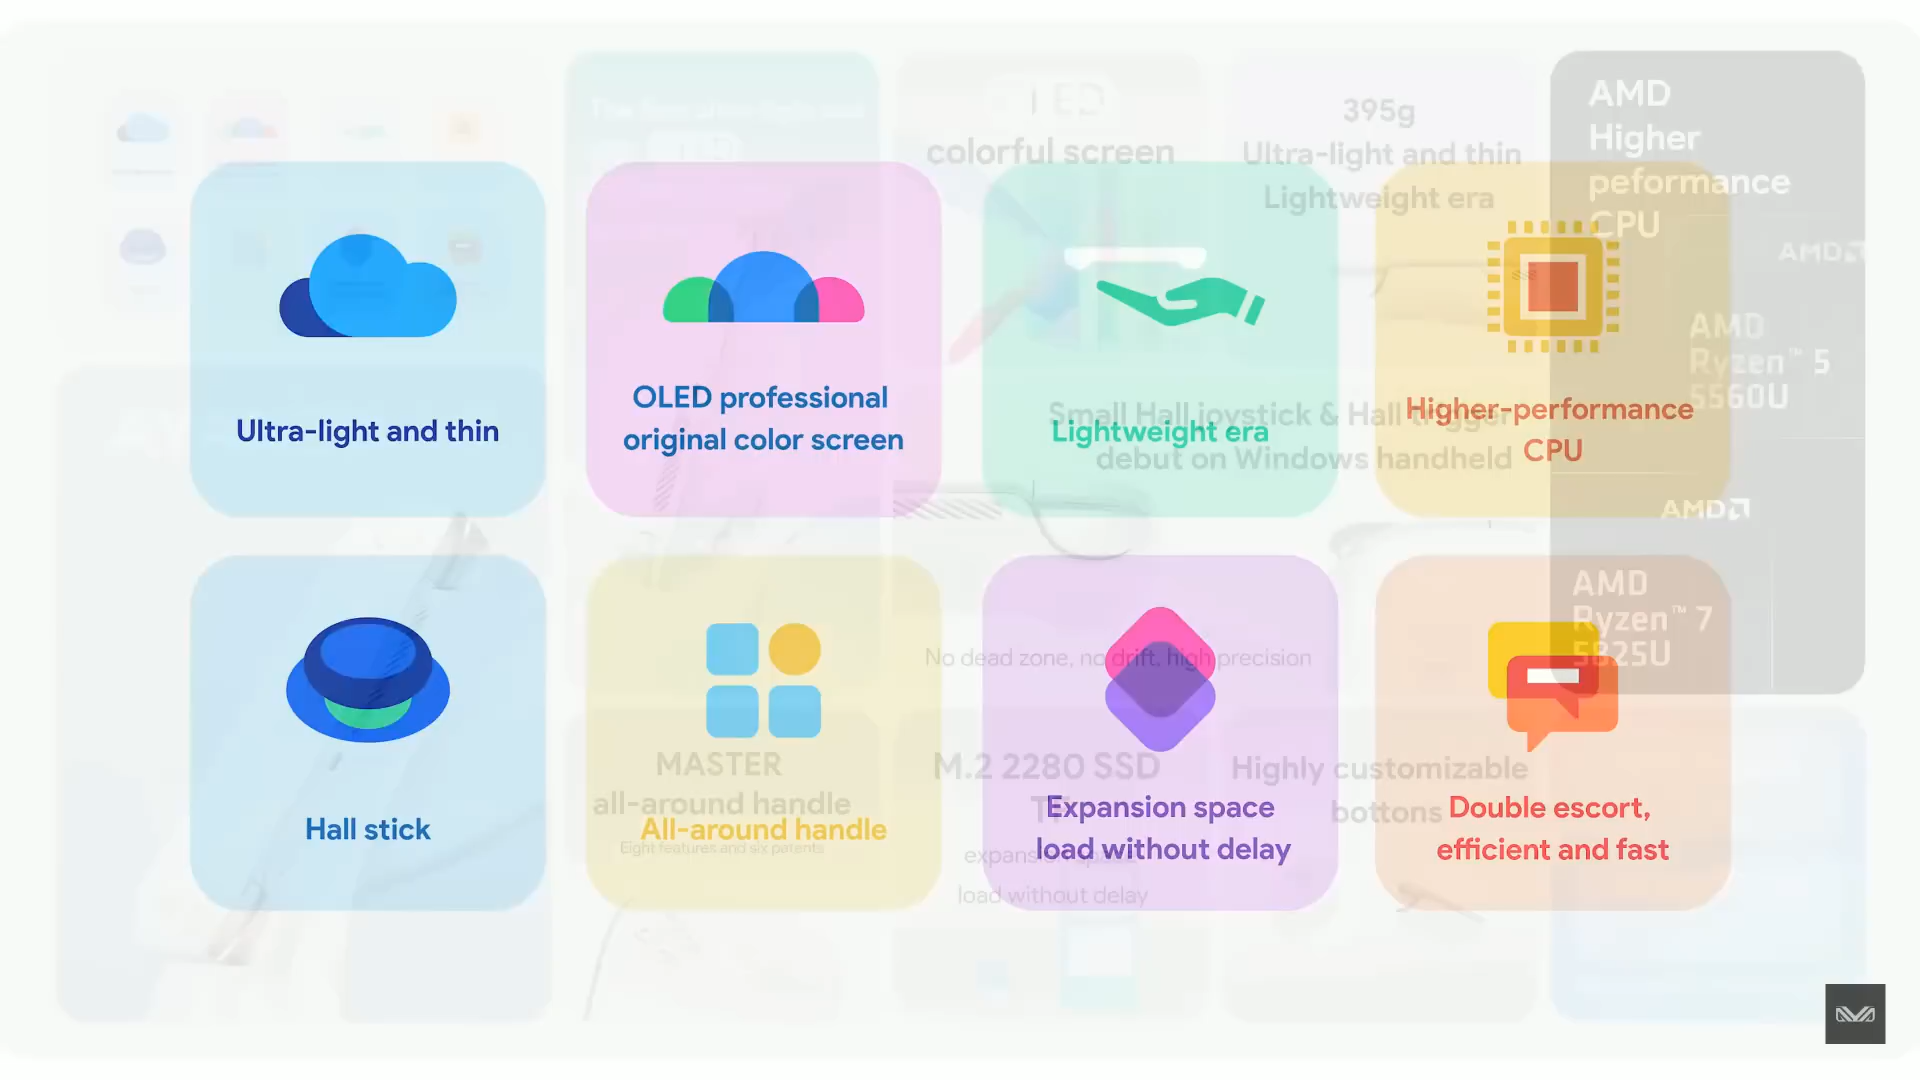 Ultra-light and thin
OLED professional
original color screen
Lightweight era
Higher-performance
CPU
Hall stick
All-around handle
Expansion space
load without delay
Double escort,
efficient and fast
colorful screen
395g
Ultra-light and thin
Lightweight era
AMD
Higher
peformance
CPU
AMD
AMD
Ryzen™ 5
5560U
AMD
AMD
Ryzen™ 7
5825U
Small Hall joystick & Hall trigger
debut on Windows handheld
No dead zone, no drift, high precision
MASTER
all-around handle
Eight features and six patents
M.2 2280 SSD
expansion space
load without delay
Highly customizable
bottons